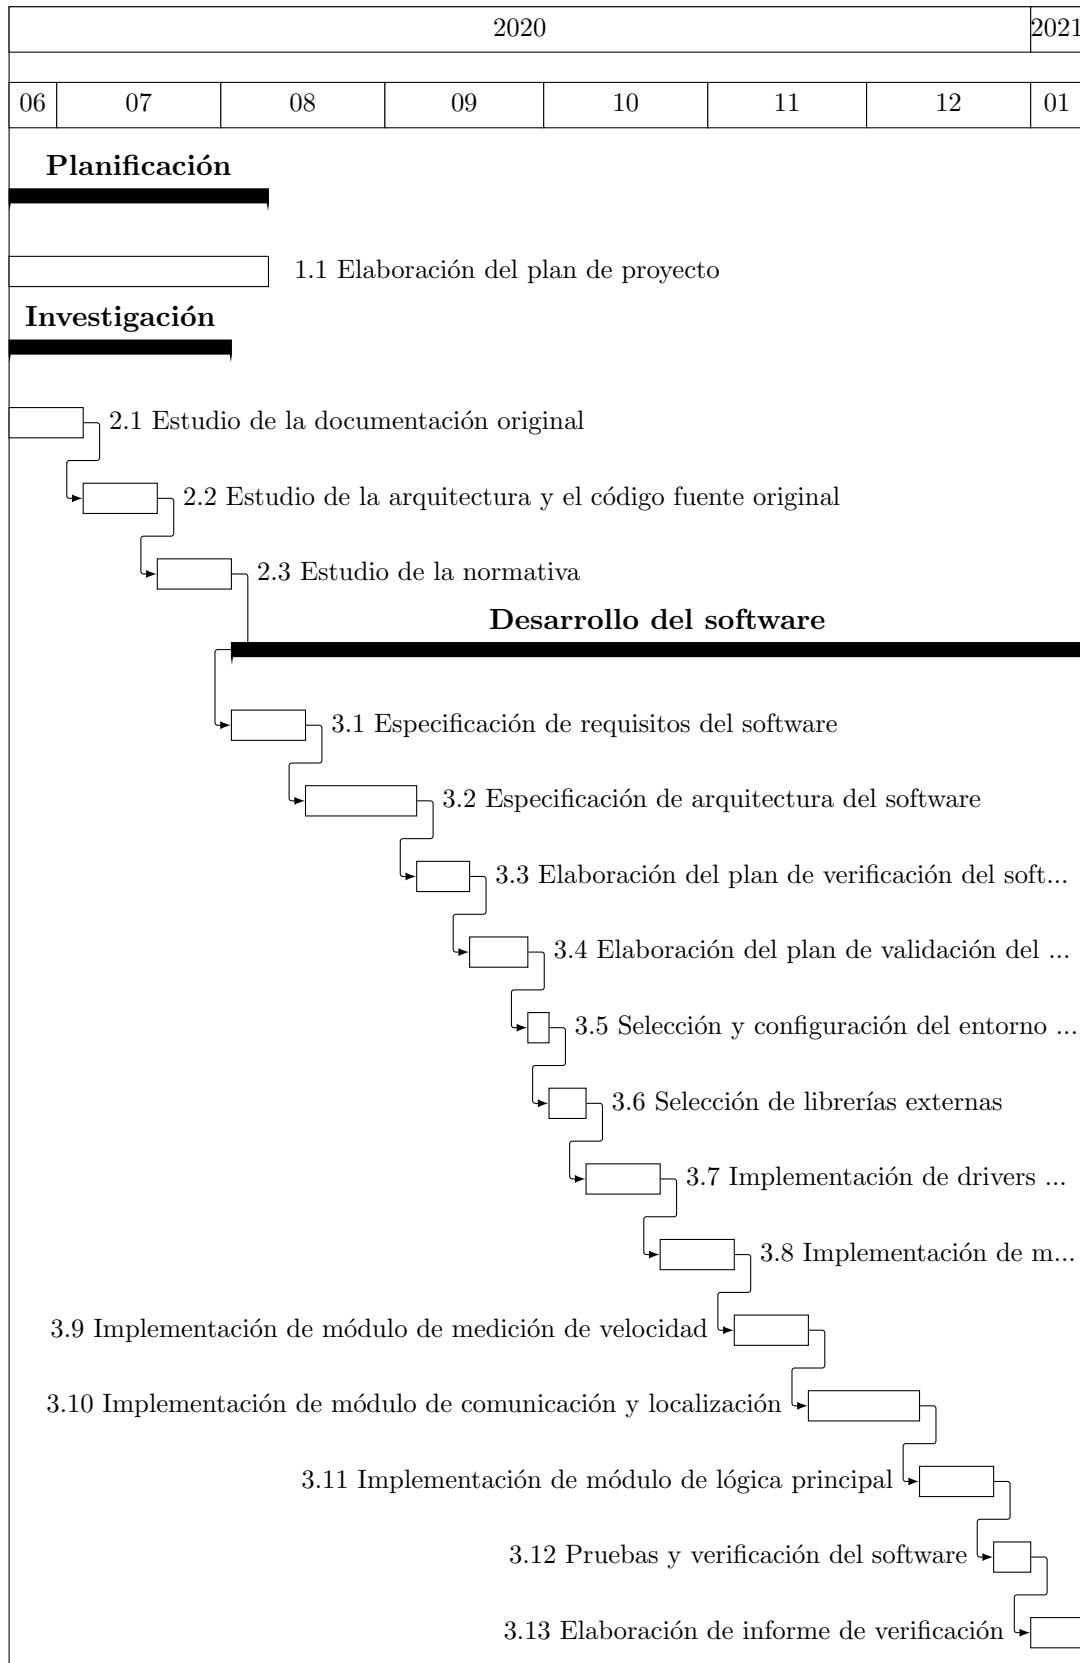 2020 2021
06 07 08 09 10 11 12 01
Planificación
1.1 Elaboración del plan de proyecto
Investigación
2.1 Estudio de la documentación original
2.2 Estudio de la arquitectura y el código fuente original
2.3 Estudio de la normativa
Desarrollo del software
3.1 Especificación de requisitos del software
3.2 Especificación de arquitectura del software
3.3 Elaboración del plan de verificación del soft...
3.4 Elaboración del plan de validación del ...
3.5 Selección y configuración del entorno ...
3.6 Selección de librerías externas
3.7 Implementación de drivers ...
3.8 Implementación de m...
3.9 Implementación de módulo de medición de velocidad
3.10 Implementación de módulo de comunicación y localización
3.11 Implementación de módulo de lógica principal
3.12 Pruebas y verificación del software
3.13 Elaboración de informe de verificación